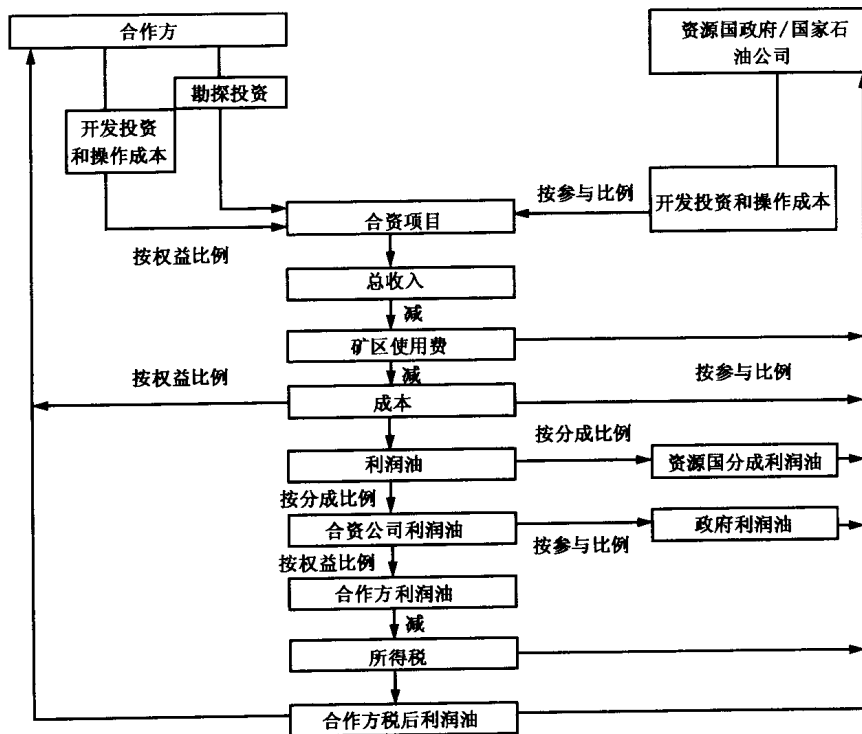 合作方
资源国政府/国家石
油公司
勘探投资
开发投资
和操作成本
按参与比例
开发投资和操作成本
合资项目
按权益比例
总收入
减
矿区使用费
减
按权益比例
按参与比例
成本
按分成比例
利润油
资源国分成利润油
按分成比例
合资公司利润油
政府利润油
按权益比例
按参与比例
合作方利润油
减
所得税
合作方税后利润油